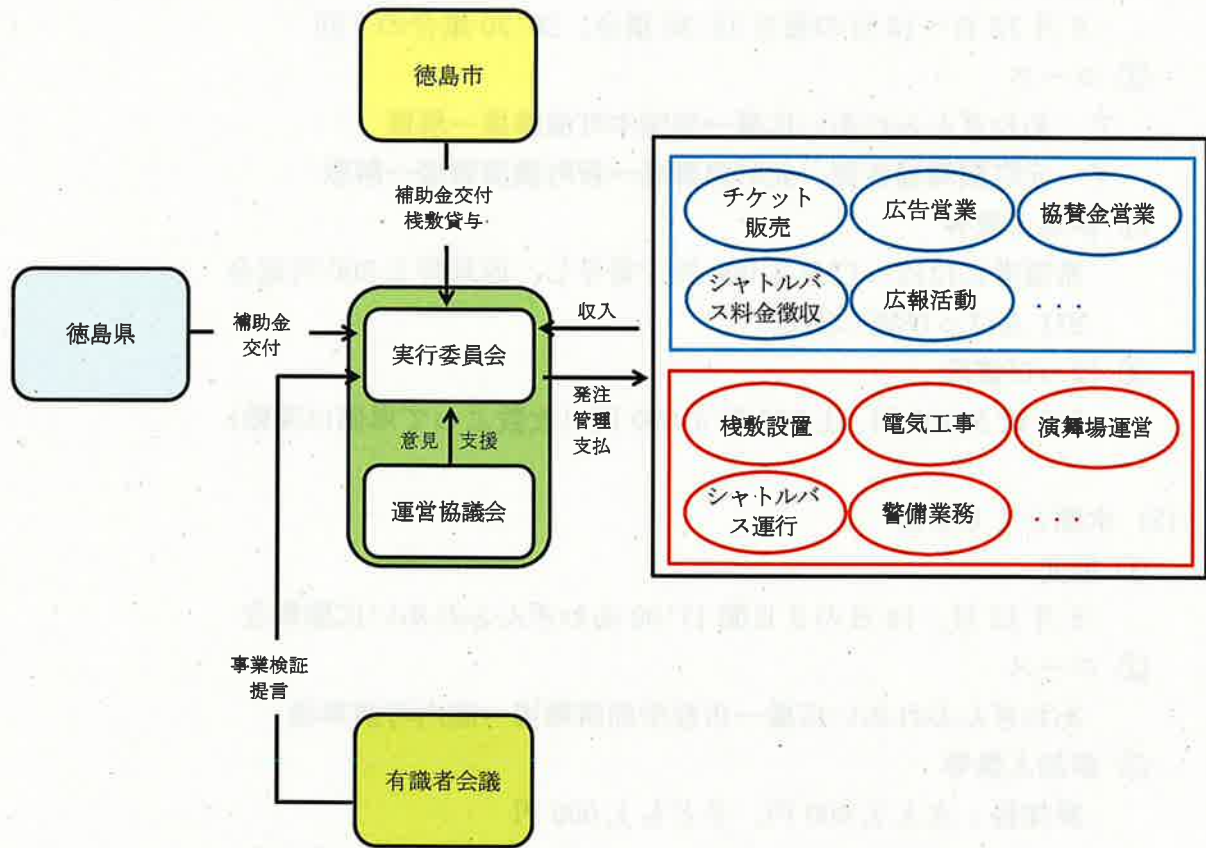 徳島市
補助金交付
桟敷貸与
徳島県
補助金
交付
実行委員会
意見 支援
運営協議会
収入
発注
管理
支払
チケット
販売
広告営業
協賛金営業
シャトルバ
ス料金徴収
広報活動
・・・
桟敷設置
電気工事
演舞場運営
シャトルバ
ス運行
警備業務
・・・
事業検証
提言
有識者会議